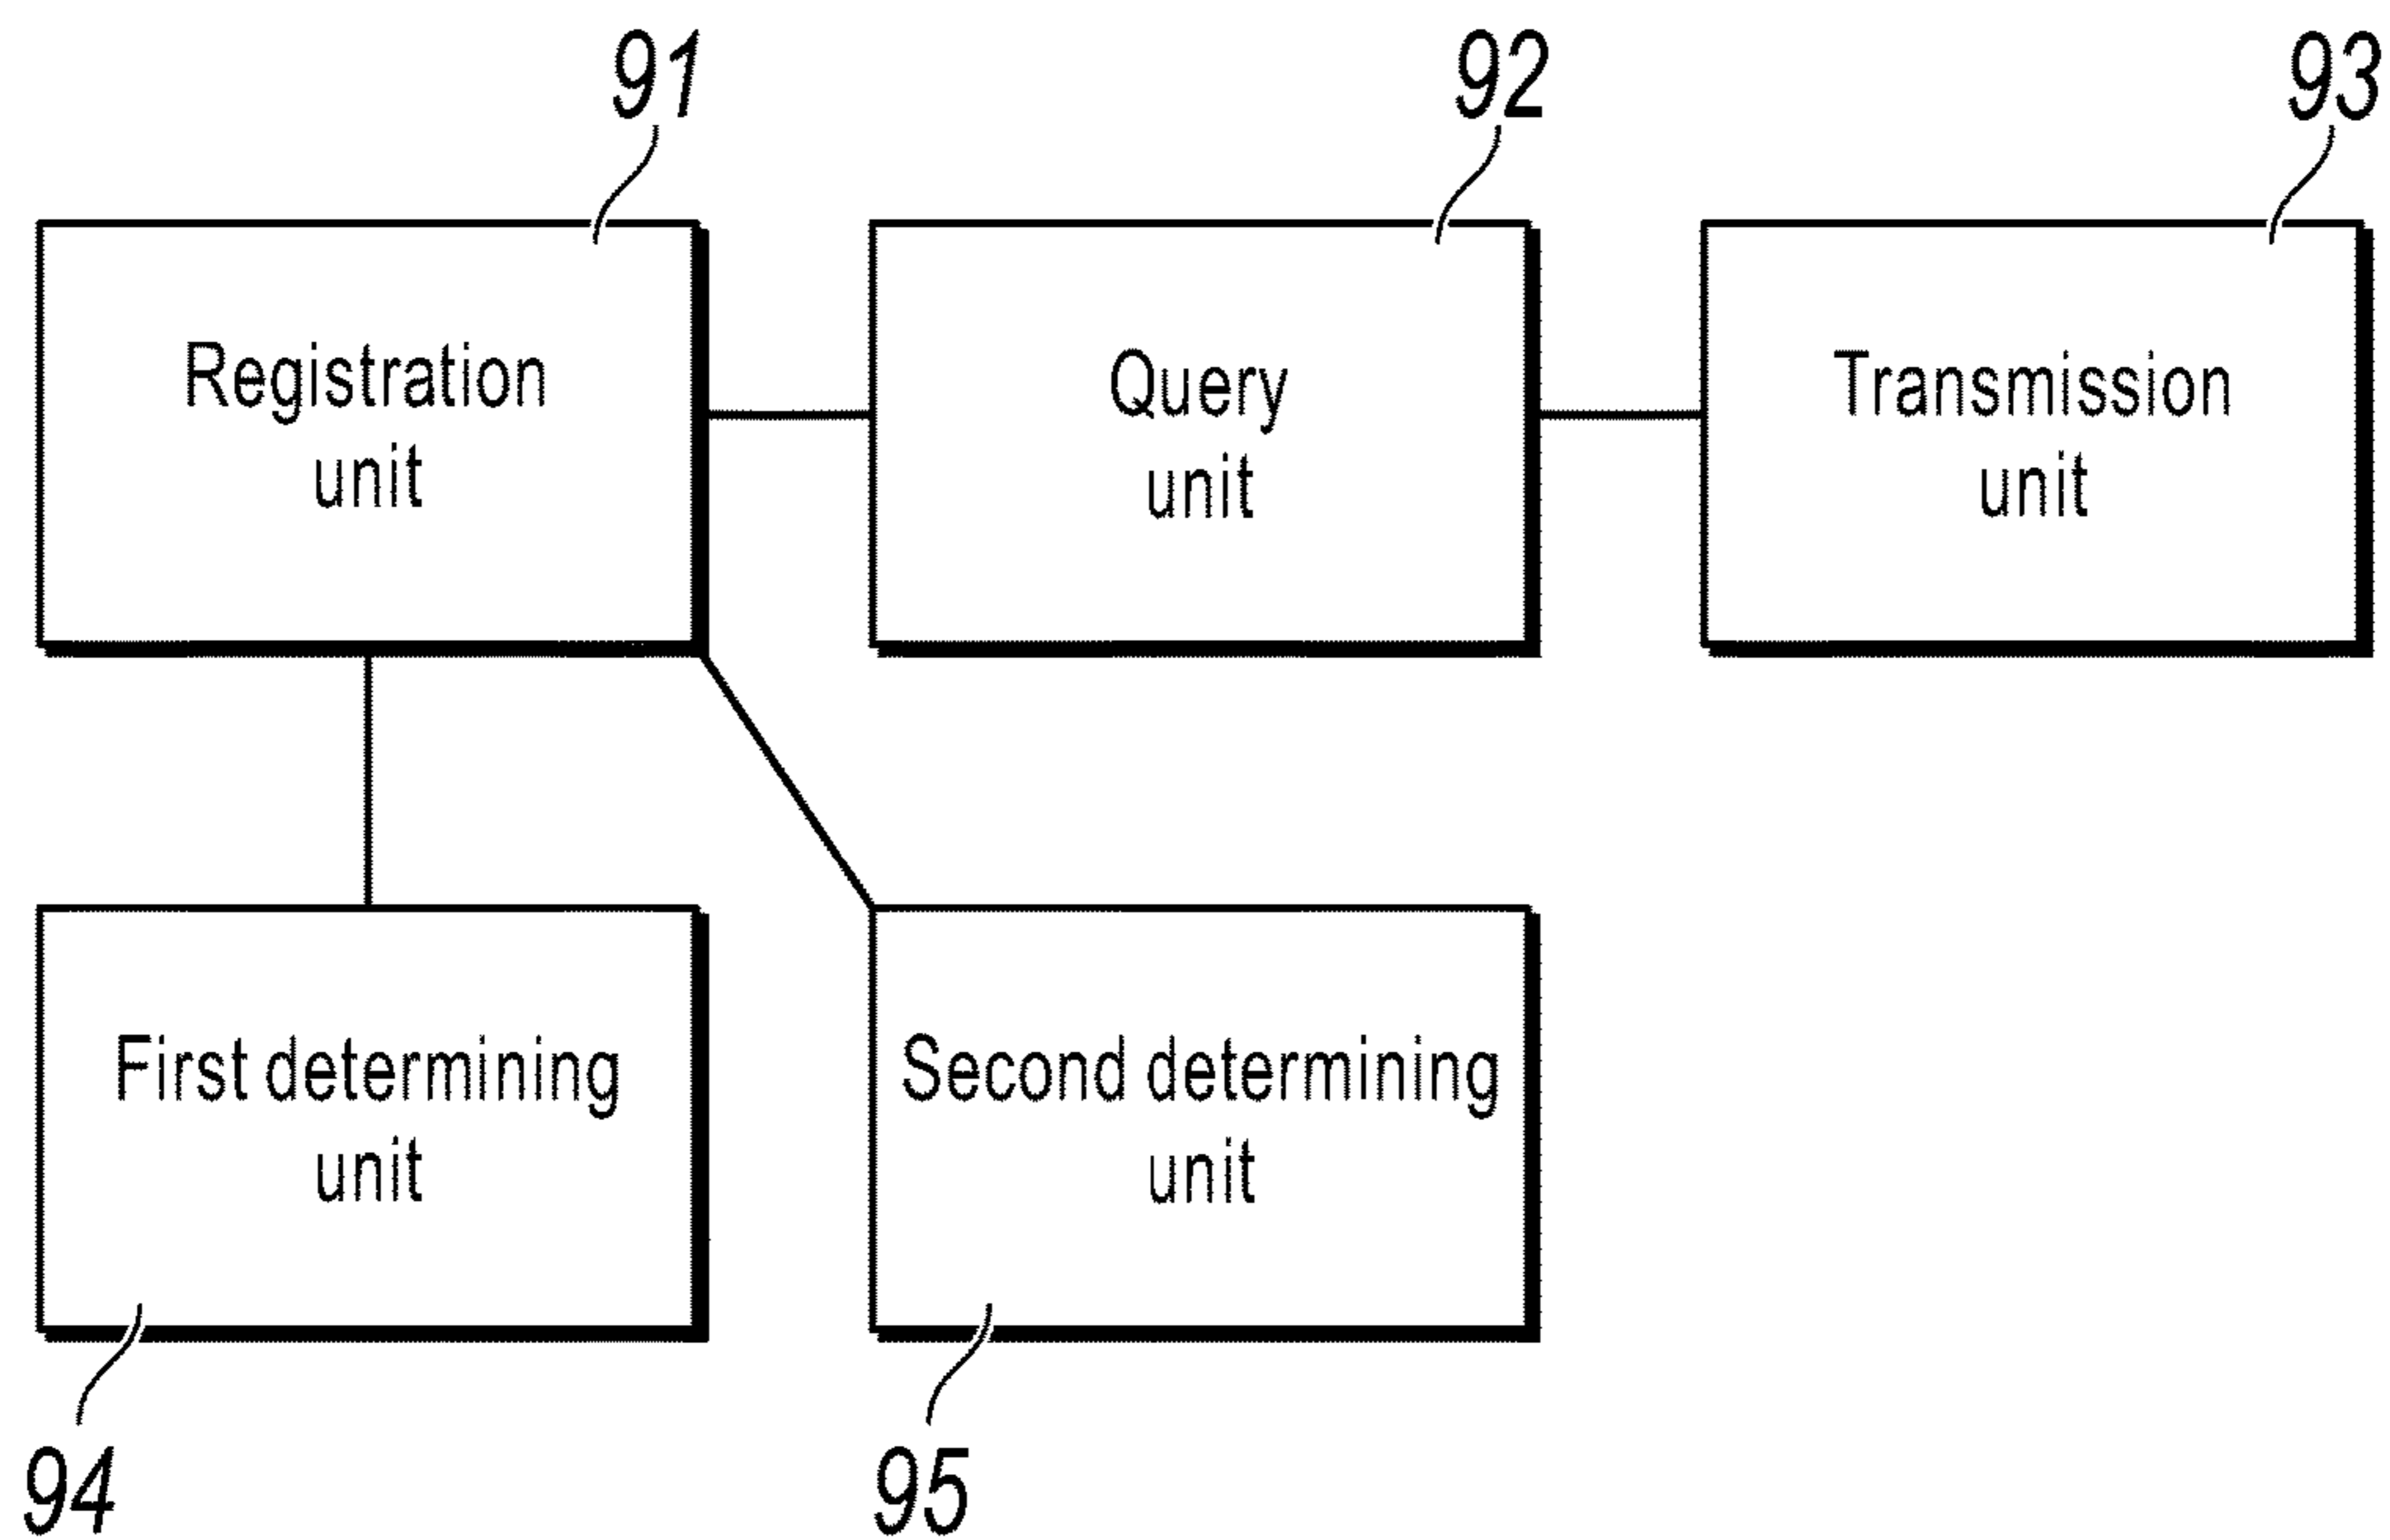 91
92
93
Registration
unit
Query
unit
Transmission
unit
First determining
unit
Second determining
unit
94
95